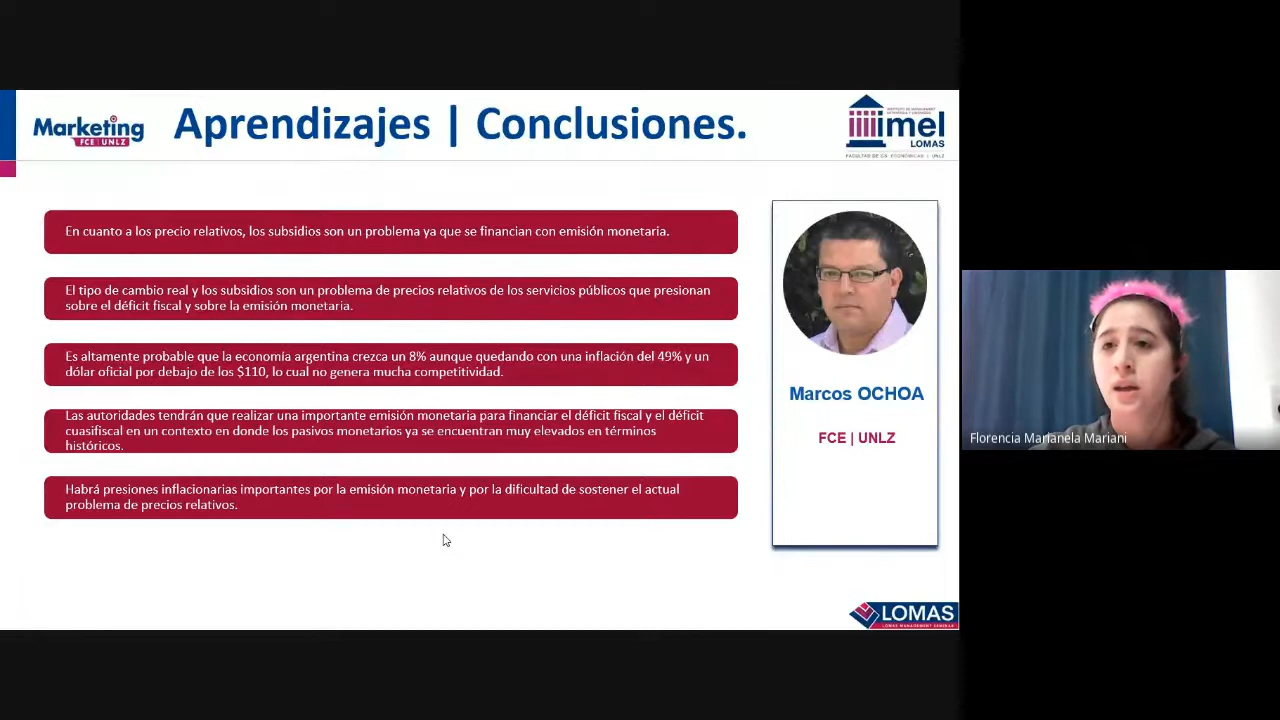 Marketing
FCE | UNLZ
Aprendizajes | Conclusiones.
imel
LOMAS
En cuanto a los precio relativos, los subsidios son un problema ya que se financian con emisión monetaria.
El tipo de cambio real y los subsidios son un problema de precios relativos de los servicios públicos que presionan
sobre el déficit fiscal y sobre la emisión monetaria.
Es altamente probable que la economía argentina crezca un 8% aunque quedando con una inflación del 49% y un
dólar oficial por debajo de los $110, lo cual no genera mucha competitividad.
Las autoridades tendrán que realizar una importante emisión monetaria para financiar el déficit fiscal y el déficit
cuasifiscal en un contexto en donde los pasivos monetarios ya se encuentran muy elevados en términos
históricos.
Habrá presiones inflacionarias importantes por la emisión monetaria y por la dificultad de sostener el actual
problema de precios relativos.
Marcos OCHOA
FCE | UNLZ
Florencia Marianela Mariani
LOMAS